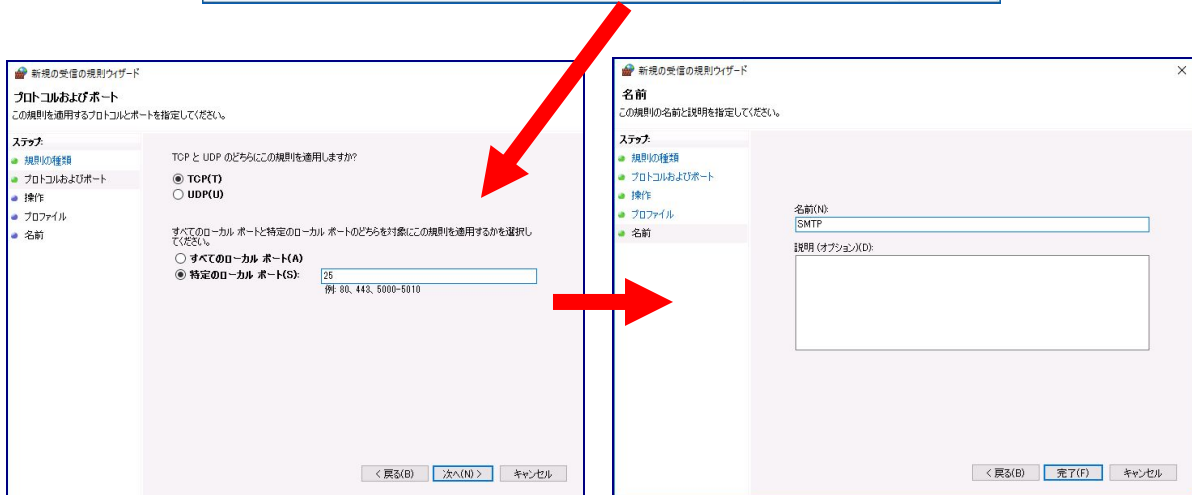 新規の受信の規則ウィザード
プロトコルおよびポート
この規則を適用するプロトコルとポートを指定してください。
ステップ:
規則の種類
プロトコルおよびポート
操作
プロファイル
名前
TCP と UDP のどちらにこの規則を適用しますか?
TCP(T)
UDP(U)
すべてのローカル ポートと特定のローカル ポートのどちらを対象にこの規則を適用するかを選択し
てください。
すべてのローカル ポート(A)
特定のローカル ポート(S):
25
例: 80、443、5000-5010
< 戻る(B)
次へ(N) >
キャンセル
新規の受信の規則ウィザード
名前
この規則の名前と説明を指定してください。
ステップ:
規則の種類
プロトコルおよびポート
操作
プロファイル
名前
名前(N):
SMTP
説明 (オプション)(D):
< 戻る(B)
完了(F)
キャンセル